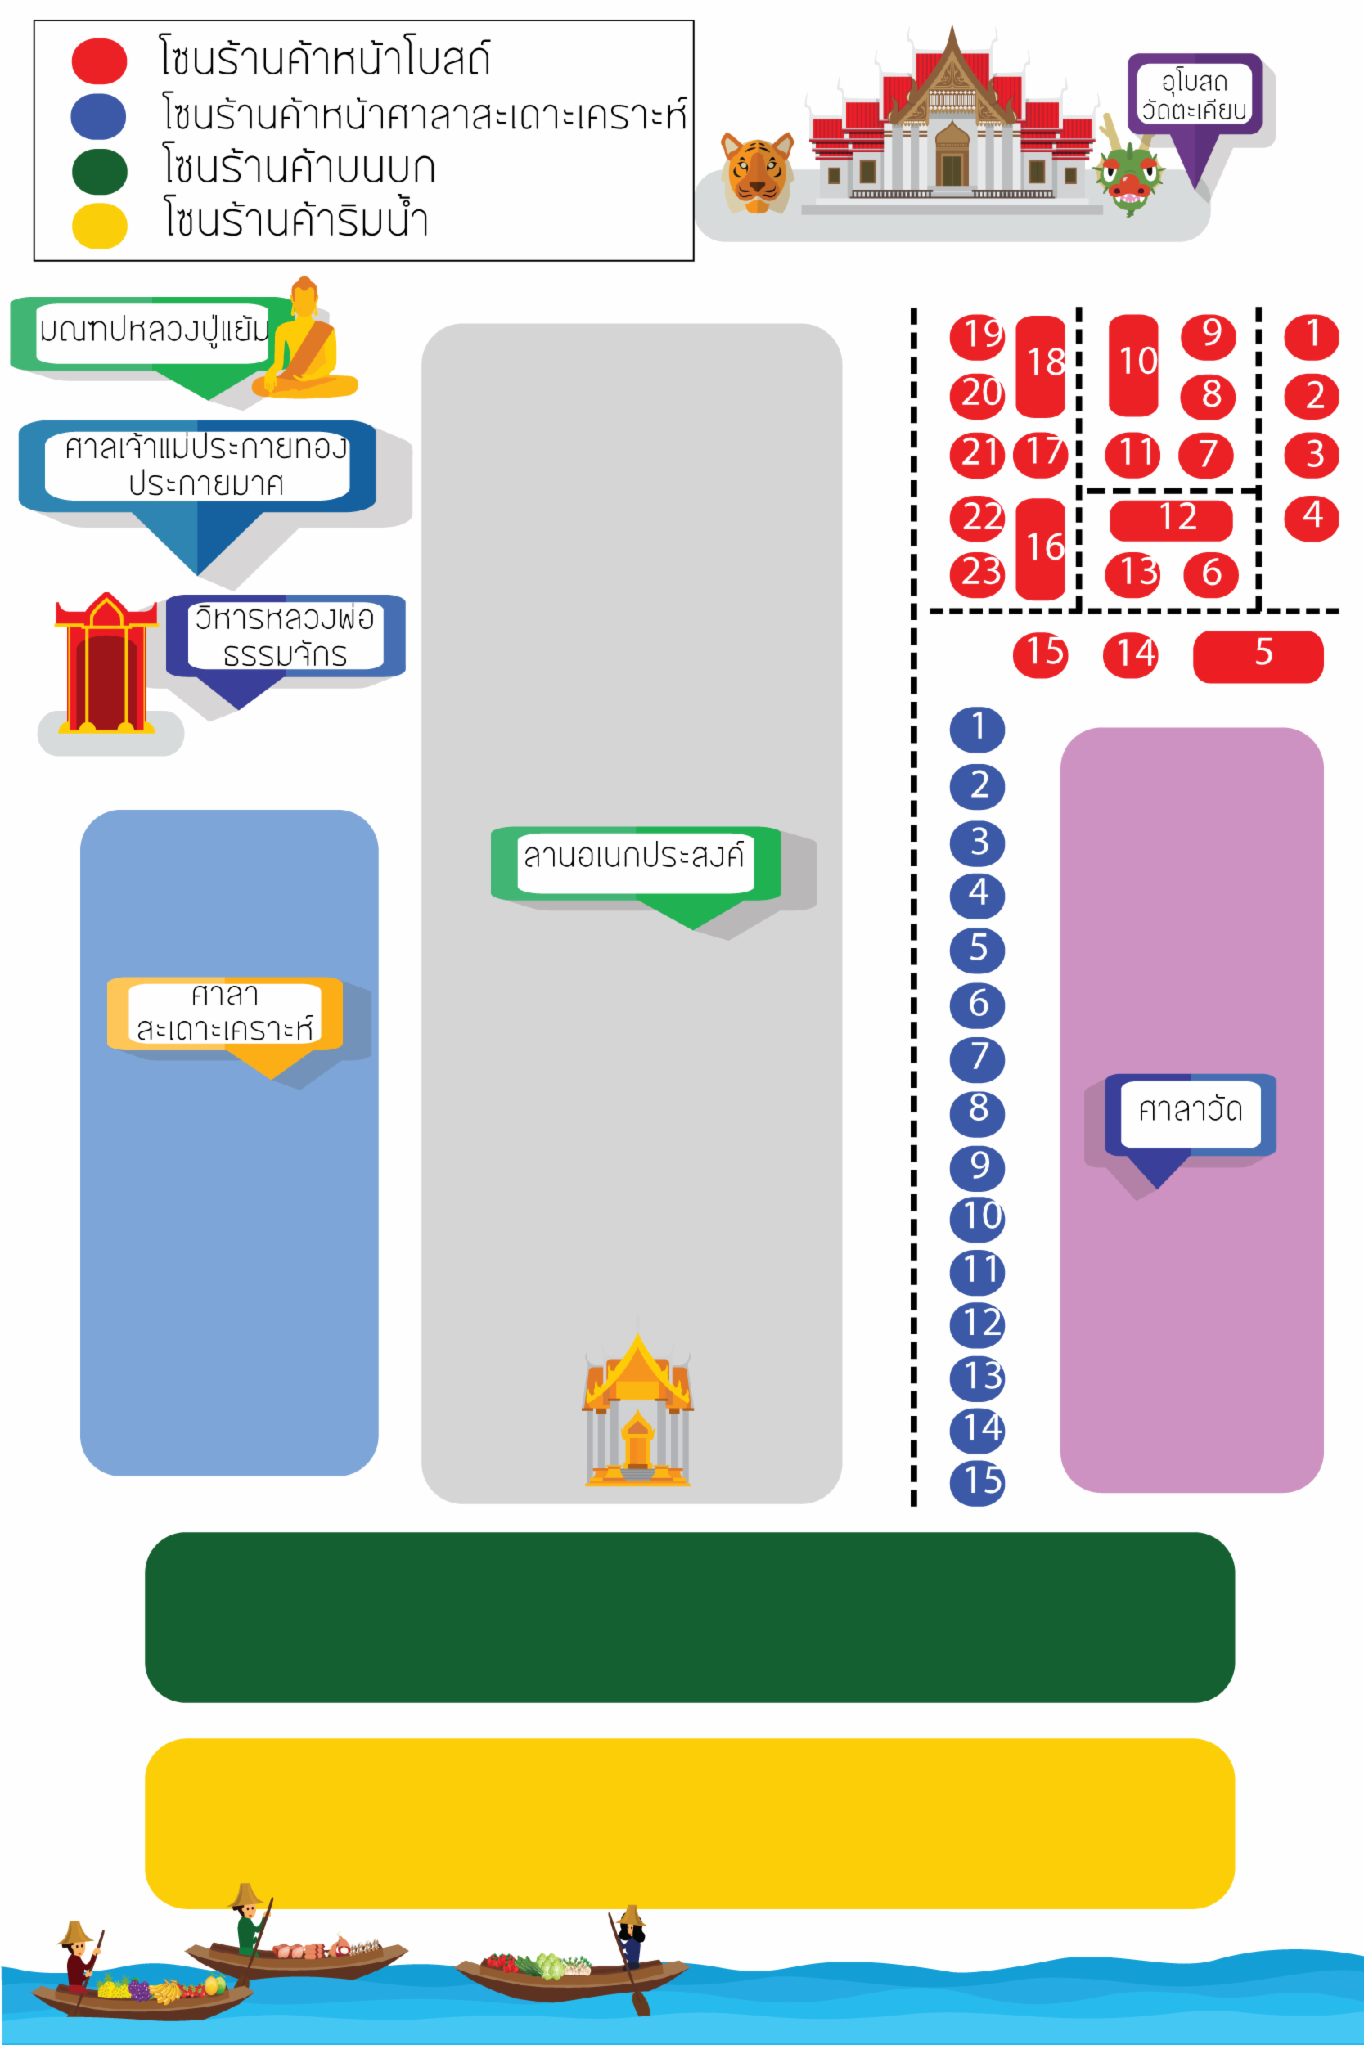 โซนร้านค้าหน้าโบสถ์
โซนร้านค้าหน้าศาลาสะเดาะเคราะห์
โซนร้านค้าบนบก
โซนร้านค้าริมน้ำ
อุโบสถ
วัดตะเคียน
มณฑปหลวงปู่แย้ม
ศาลเจ้าแม่ประกายทอง
ประกายมาศ
วิหารหลวงพ่อ
ธรรมจักร
19 18 10 9 1
20 8 2
21 17 11 7 3
22 16 12 4
23 13 6
15 14 5
1
2
3
4
5
6
7
8
9
10
11
12
13
14
15
ลานอเนกประสงค์
ศาลา
สะเดาะเคราะห์
ศาลาวัด